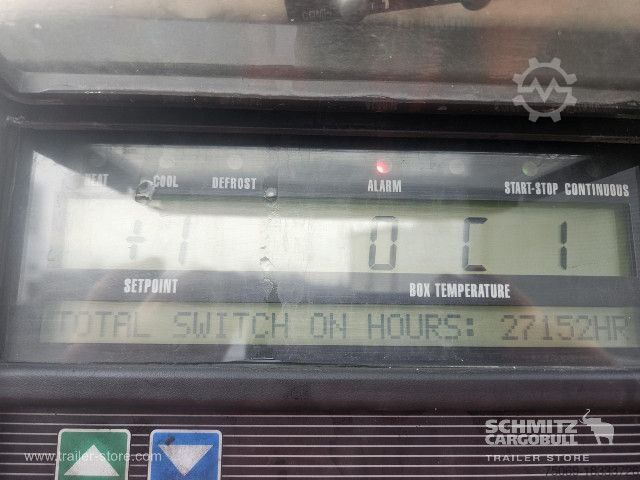 HEAT COOL DEFROST ALARM START-STOP CONTINUOUS
+1 0C 1
SETPOINT BOX TEMPERATURE
TOTAL SWITCH ON HOURS: 27152HR
SCHMITZ
CARGOBULL
www.trailer-store.com TRAILER STORE